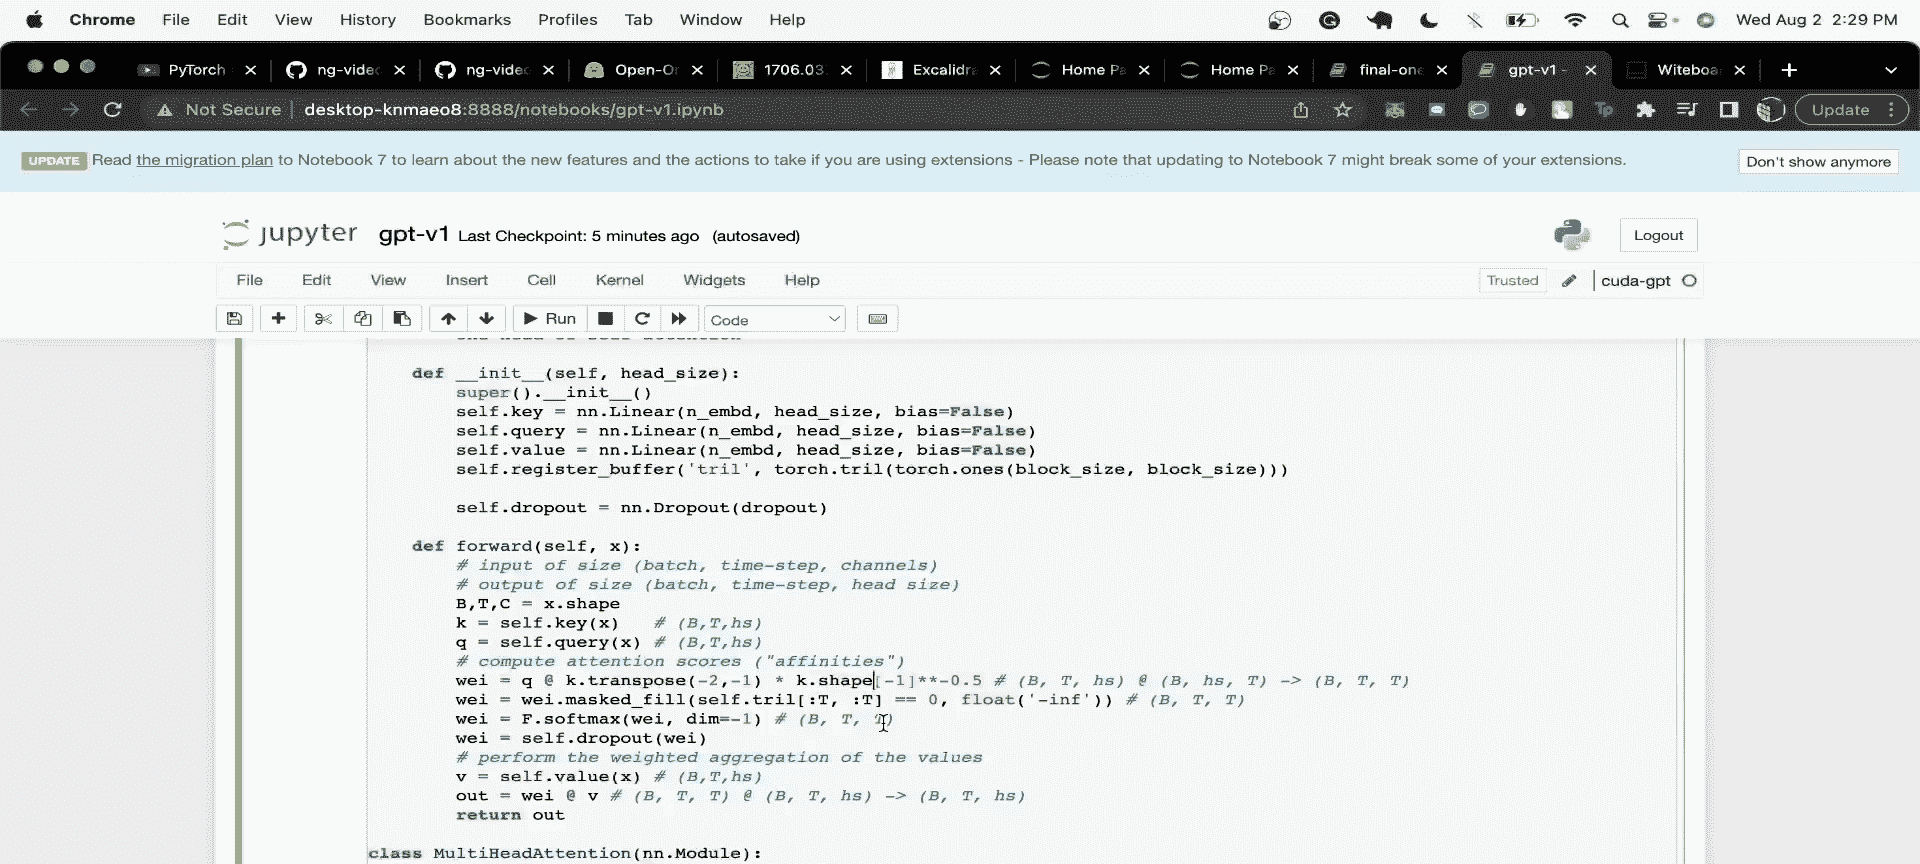 Chrome File Edit View History Bookmarks Profiles Tab Window Help Wed Aug 2 2:29 PM
PyTorch ng-vide ng-vide Open-O 1706.03 Excalidra Home Pa Home Pa final-one gpt-v1 - Witeboa
Not Secure desktop-knmaeo8:8888/notebooks/gpt-v1.ipynb Tp Update
UPDATE Read the migration plan to Notebook 7 to learn about the new features and the actions to take if you are using extensions - Please note that updating to Notebook 7 might break some of your extensions. Don't show anymore
jupyter gpt-v1 Last Checkpoint: 5 minutes ago (autosaved) Logout
File Edit View Insert Cell Kernel Widgets Help Trusted cuda-gpt
Run Code
def __init__(self, head_size):
super().__init__()
self.key = nn.Linear(n_embd, head_size, bias=False)
self.query = nn.Linear(n_embd, head_size, bias=False)
self.value = nn.Linear(n_embd, head_size, bias=False)
self.register_buffer('tril', torch.tril(torch.ones(block_size, block_size)))
self.dropout = nn.Dropout(dropout)
def forward(self, x):
# input of size (batch, time-step, channels)
# output of size (batch, time-step, head size)
B,T,C = x.shape
k = self.key(x) # (B,T,hs)
q = self.query(x) # (B,T,hs)
# compute attention scores ("affinities")
wei = q @ k.transpose(-2,-1) * k.shape[-1]**-0.5 # (B, T, hs) @ (B, hs, T) -> (B, T, T)
wei = wei.masked_fill(self.tril[:T, :T] == 0, float('-inf')) # (B, T, T)
wei = F.softmax(wei, dim=-1) # (B, T, T)
wei = self.dropout(wei)
# perform the weighted aggregation of the values
v = self.value(x) # (B,T,hs)
out = wei @ v # (B, T, T) @ (B, T, hs) -> (B, T, hs)
return out
class MultiHeadAttention(nn.Module):